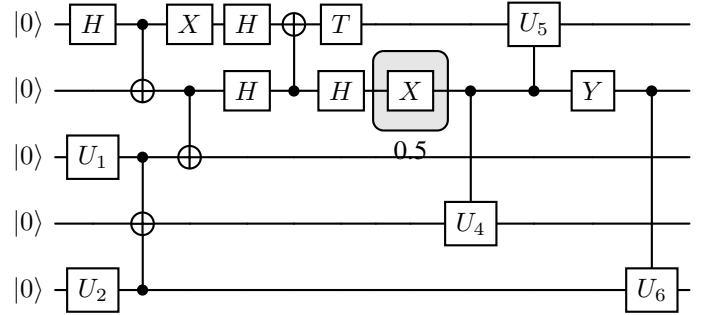 |0⟩ H X H T U₅
|0⟩ H H X Y
0.5
|0⟩ U₁
|0⟩ U₄
|0⟩ U₂ U₆